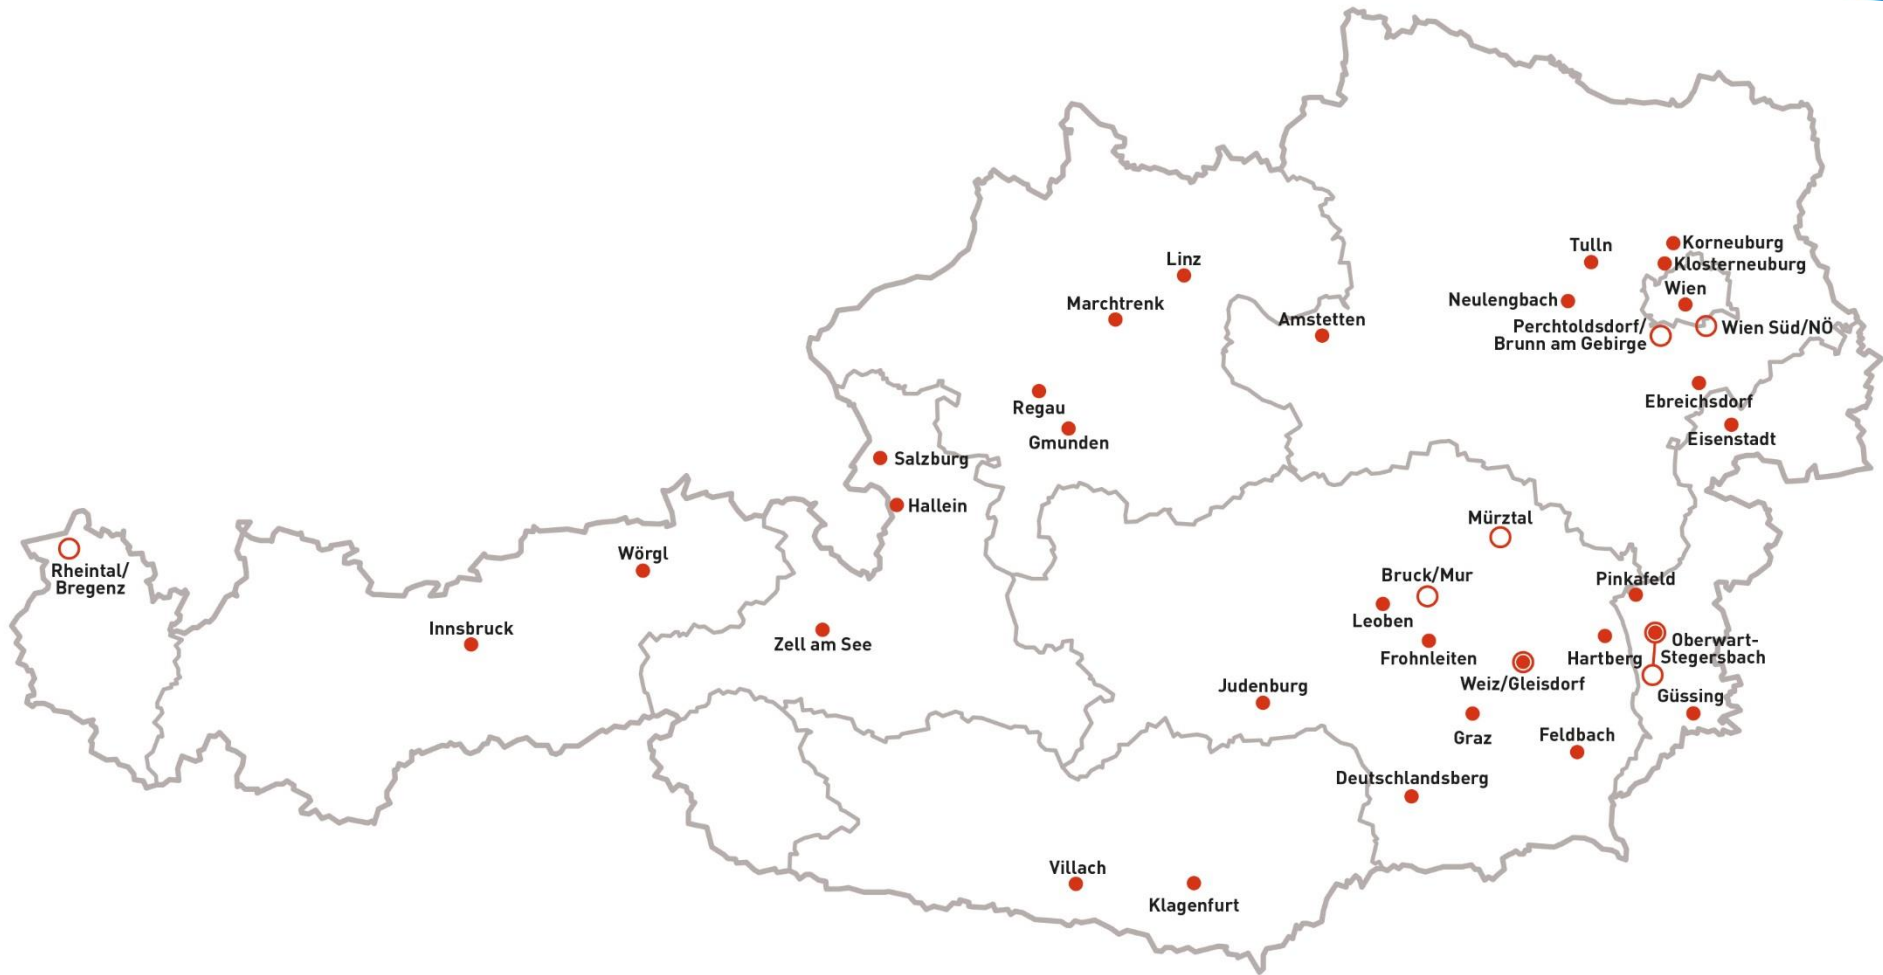 Korneuburg
Tulln
Klosterneuburg
Linz
Wien
Neulengbach
Marchtrenk
Amstetten
Perchtoldsdorf/
Brunn am Gebirge
Wien Süd/NÖ
Ebreichsdorf
Regau
Gmunden
Eisenstadt
Salzburg
Hallein
Mürztal
Wörgl
Rheintal/
Bregenz
Bruck/Mur
Pinkafeld
Leoben
Innsbruck
Zell am See
Oberwart-
Stegersbach
Frohnleiten
Hartberg
Weiz/Gleisdorf
Judenburg
Güssing
Graz
Feldbach
Deutschlandsberg
Villach
Klagenfurt